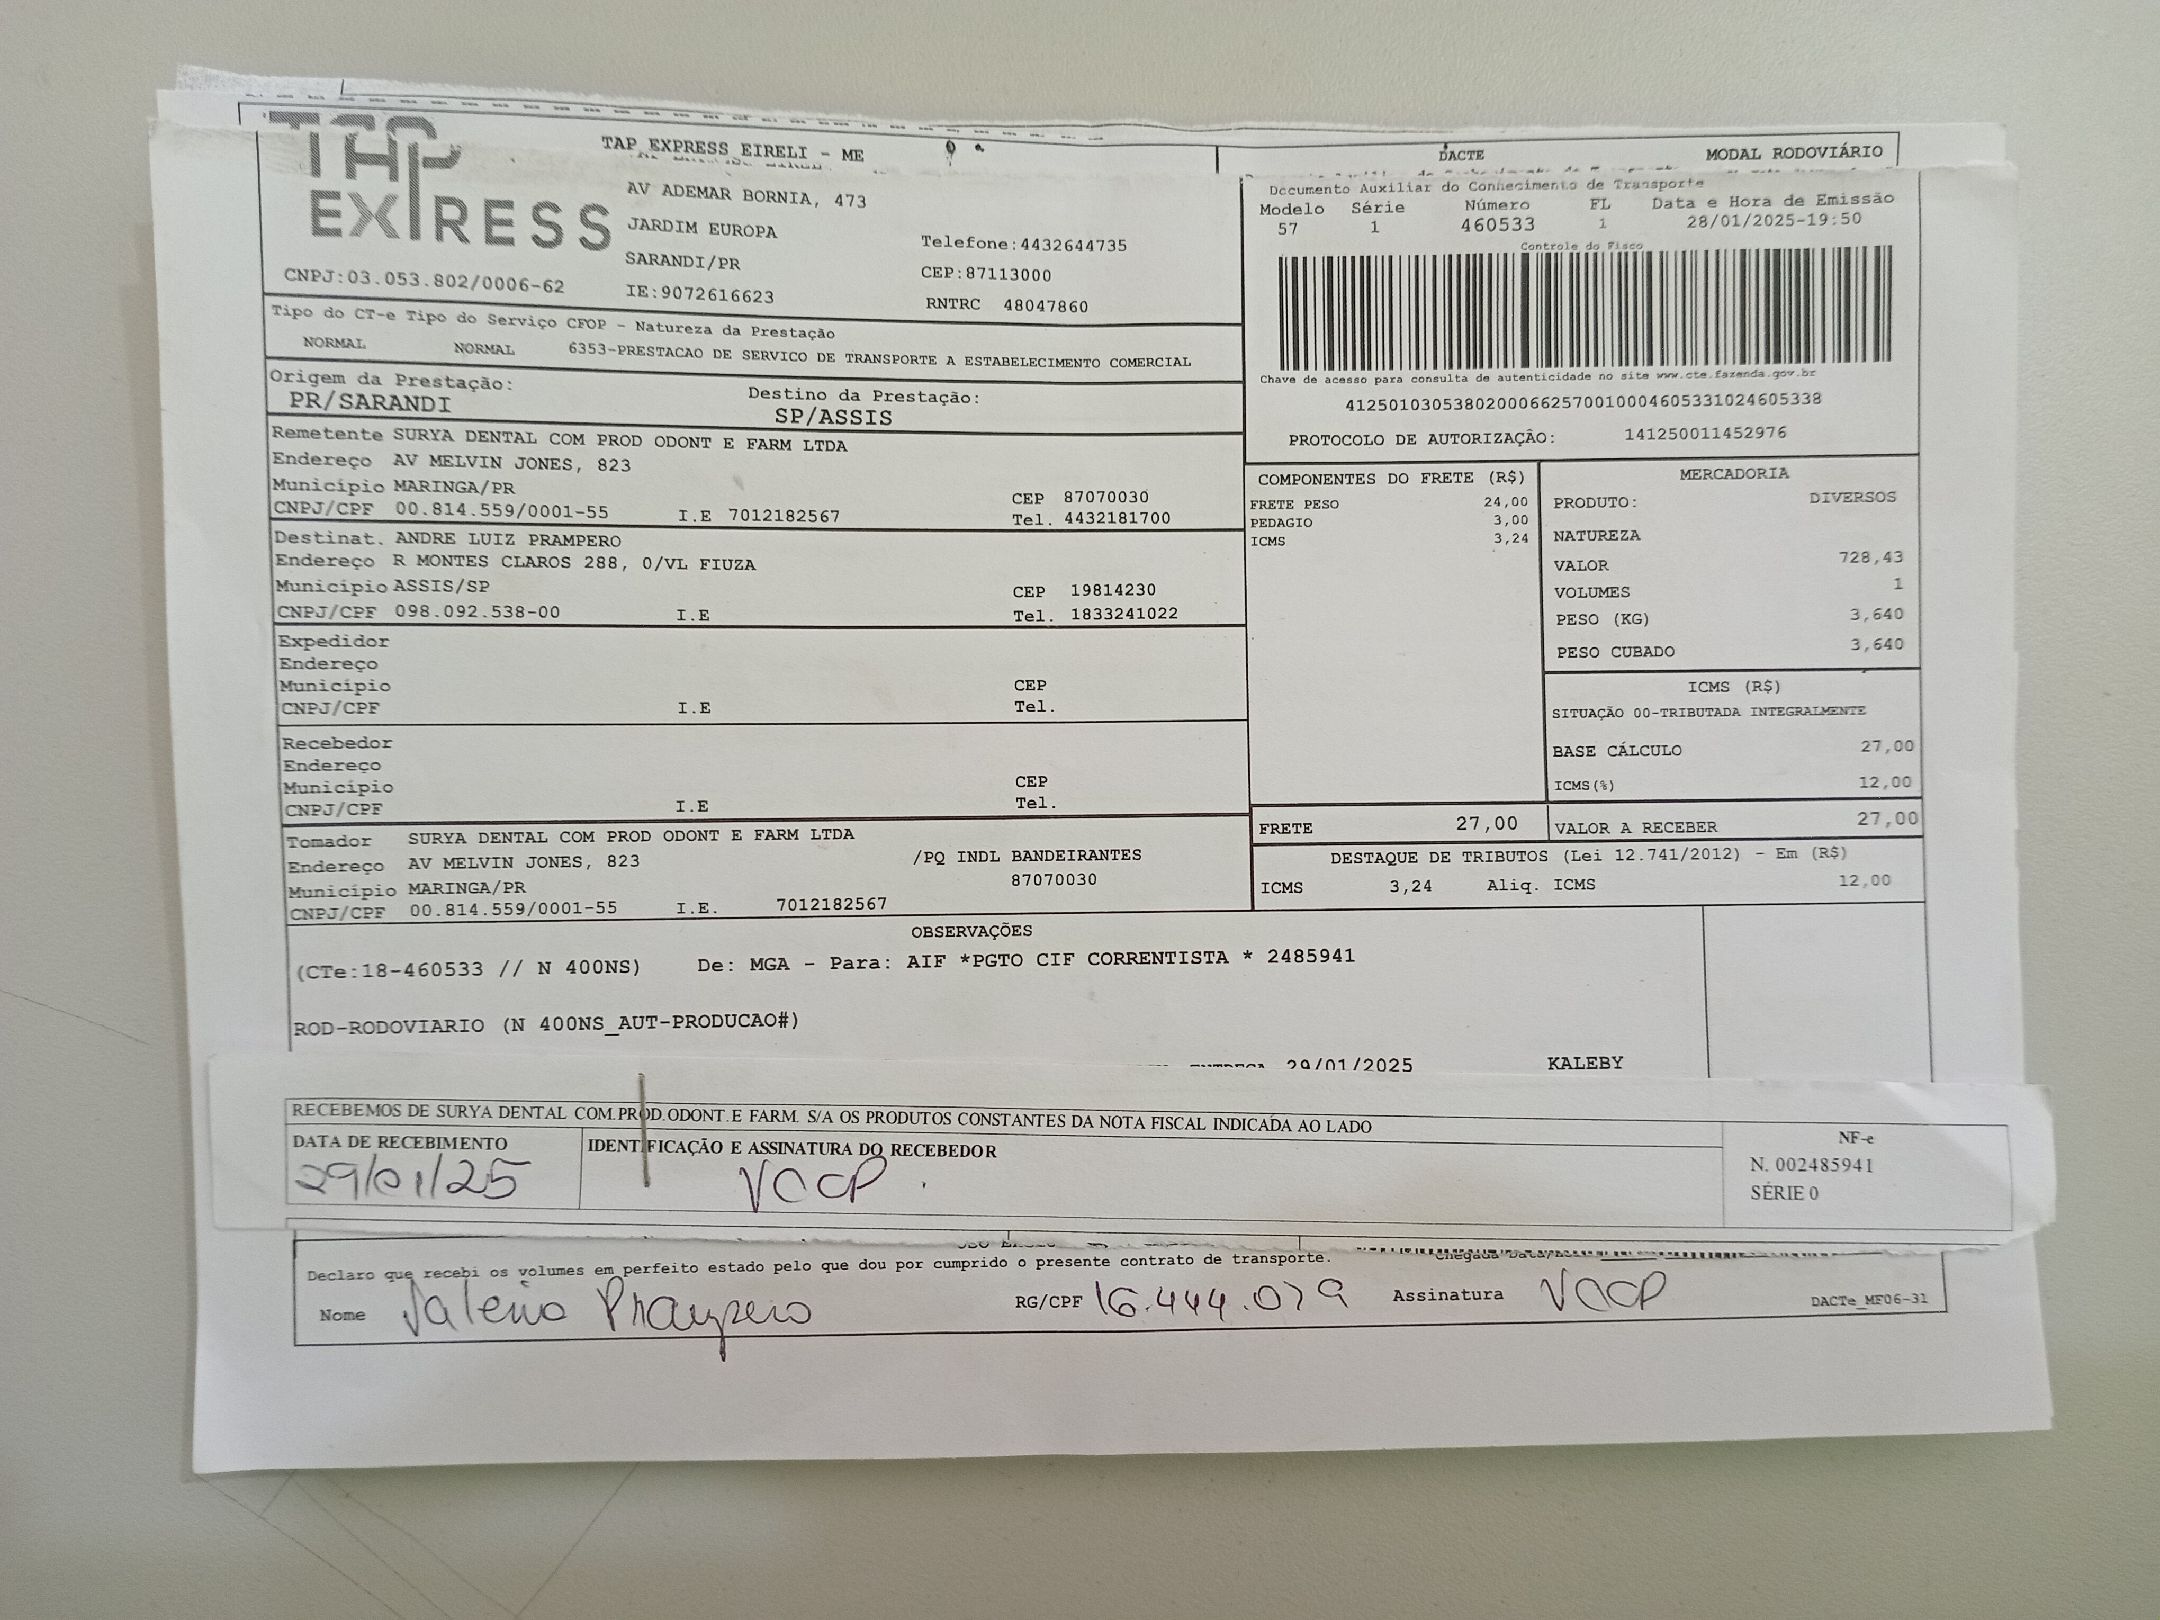 TAP
EXPRESS
CNPJ:03.053.802/0006-62
TAP EXPRESS EIRELI - ME
AV ADEMAR BORNIA, 473
JARDIM EUROPA
SARANDI/PR
IE:9072616623
Telefone:4432644735
CEP:87113000
RNTRC 48047860
DACTE MODAL RODOVIÁRIO
Documento Auxiliar do Conhecimento de Transporte
Modelo Série Número FL Data e Hora de Emissão
57 1 460533 1 28/01/2025-19:50
Controle do Fisco
Chave de acesso para consulta de autenticidade no site www.cte.fazenda.gov.br
41250103053802000662570010004605331024605338
PROTOCOLO DE AUTORIZAÇÃO: 141250011452976
Tipo do CT-e Tipo do Serviço CFOP - Natureza da Prestação
NORMAL NORMAL 6353-PRESTACAO DE SERVICO DE TRANSPORTE A ESTABELECIMENTO COMERCIAL
Origem da Prestação: Destino da Prestação:
PR/SARANDI SP/ASSIS
Remetente SURYA DENTAL COM PROD ODONT E FARM LTDA
Endereço AV MELVIN JONES, 823
Município MARINGA/PR CEP 87070030
CNPJ/CPF 00.814.559/0001-55 I.E 7012182567 Tel. 4432181700
Destinat. ANDRE LUIZ PRAMPERO
Endereço R MONTES CLAROS 288, 0/VL FIUZA
Município ASSIS/SP CEP 19814230
CNPJ/CPF 098.092.538-00 I.E Tel. 1833241022
Expedidor
Endereço
Município CEP
CNPJ/CPF I.E Tel.
Recebedor
Endereço
Município CEP
CNPJ/CPF I.E Tel.
Tomador SURYA DENTAL COM PROD ODONT E FARM LTDA
Endereço AV MELVIN JONES, 823 /PQ INDL BANDEIRANTES
Município MARINGA/PR 87070030
CNPJ/CPF 00.814.559/0001-55 I.E. 7012182567
COMPONENTES DO FRETE (R$)
FRETE PESO 24,00
PEDAGIO 3,00
ICMS 3,24
MERCADORIA
PRODUTO: DIVERSOS
NATUREZA
VALOR 728,43
VOLUMES 1
PESO (KG) 3,640
PESO CUBADO 3,640
ICMS (R$)
SITUAÇÃO 00-TRIBUTADA INTEGRALMENTE
BASE CÁLCULO 27,00
ICMS(%) 12,00
FRETE 27,00 VALOR A RECEBER 27,00
DESTAQUE DE TRIBUTOS (Lei 12.741/2012) - Em (R$)
ICMS 3,24 Aliq. ICMS 12,00
OBSERVAÇÕES
(CTe:18-460533 // N 400NS) De: MGA - Para: AIF *PGTO CIF CORRENTISTA * 2485941
ROD-RODOVIARIO (N 400NS_AUT-PRODUCAO#)
29/01/2025 KALEBY
RECEBEMOS DE SURYA DENTAL COM.PROD.ODONT.E FARM. S/A OS PRODUTOS CONSTANTES DA NOTA FISCAL INDICADA AO LADO
DATA DE RECEBIMENTO IDENTIFICAÇÃO E ASSINATURA DO RECEBEDOR
29/01/25 VCCP
NF-e
N. 002485941
SÉRIE 0
Declaro que recebi os volumes em perfeito estado pelo que dou por cumprido o presente contrato de transporte.
Nome Prampero RG/CPF 16.444.079 Assinatura VCCP DACTe_MF06-31